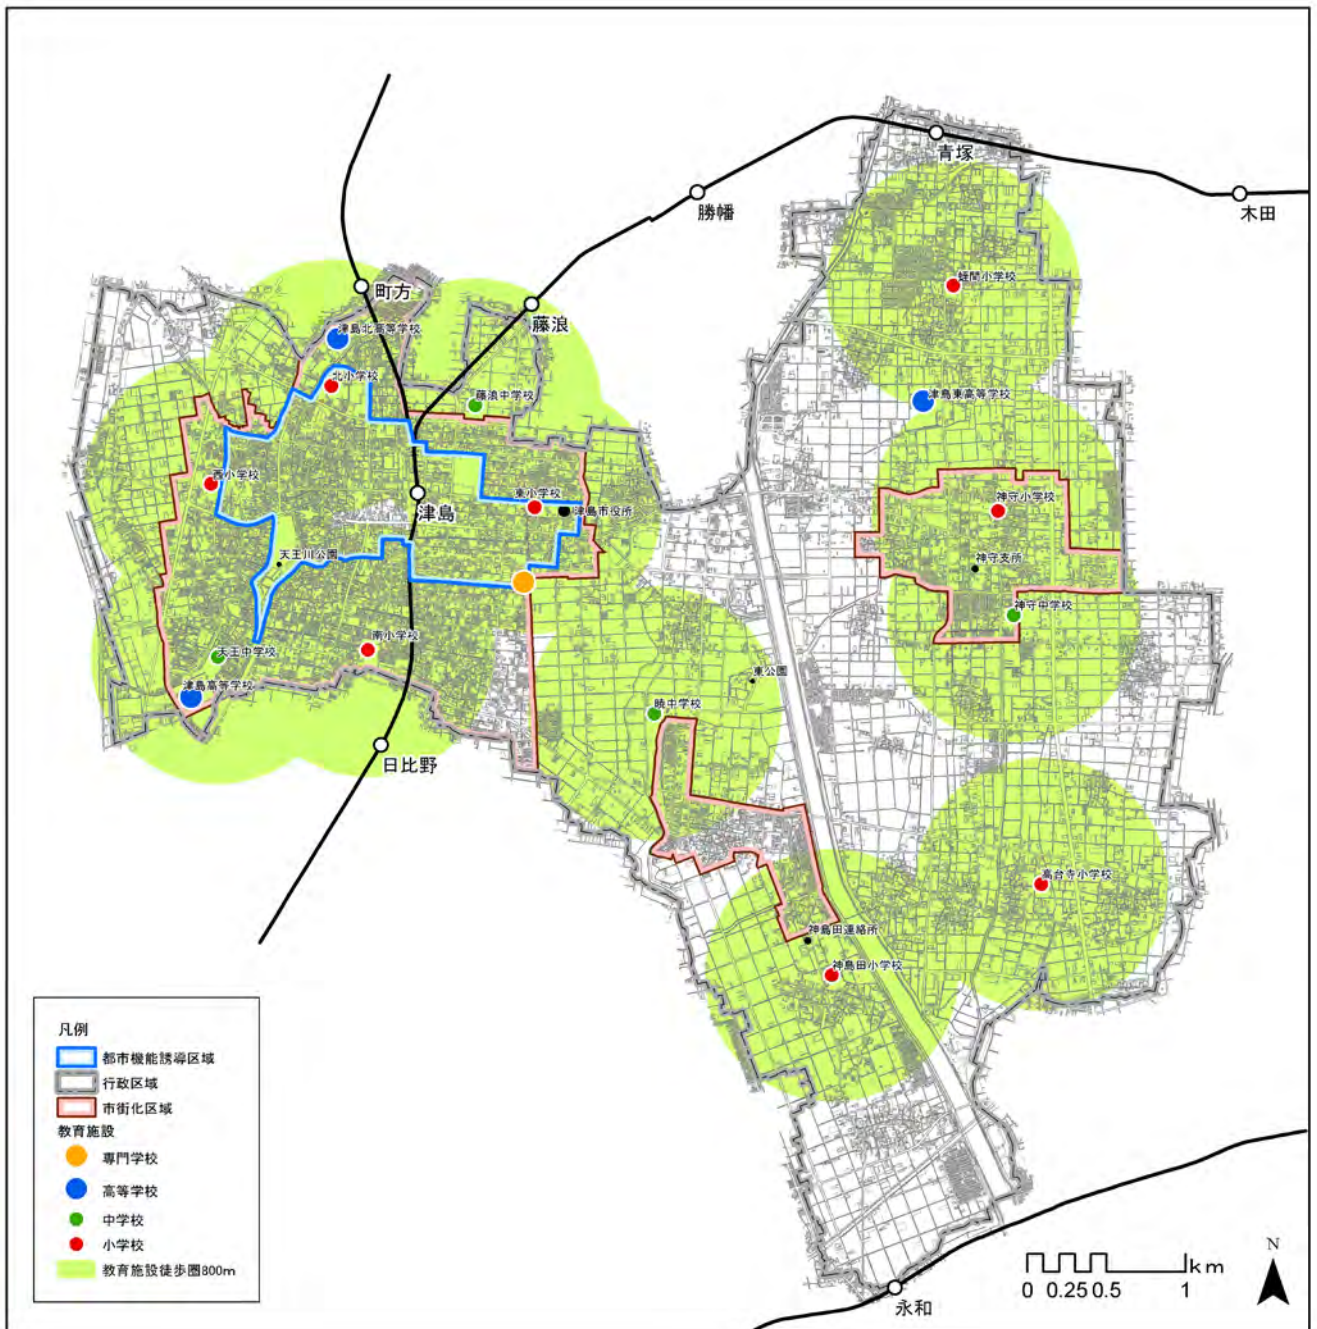 青塚
勝幡
木田
蛭間小学校
町方
藤浪
津島北高等学校
北小学校
藤浪中学校
津島東高等学校
西小学校
東小学校
津島市役所
津島
神守小学校
天王川公園
神守支所
神守中学校
南小学校
天王中学校
東公園
津島高等学校
暁中学校
日比野
高台寺小学校
神島田連絡所
神島田小学校
凡例
都市機能誘導区域
行政区域
市街化区域
教育施設
専門学校
高等学校
中学校
小学校
教育施設徒歩圏800m
N
km
0 0.25 0.5 1
永和